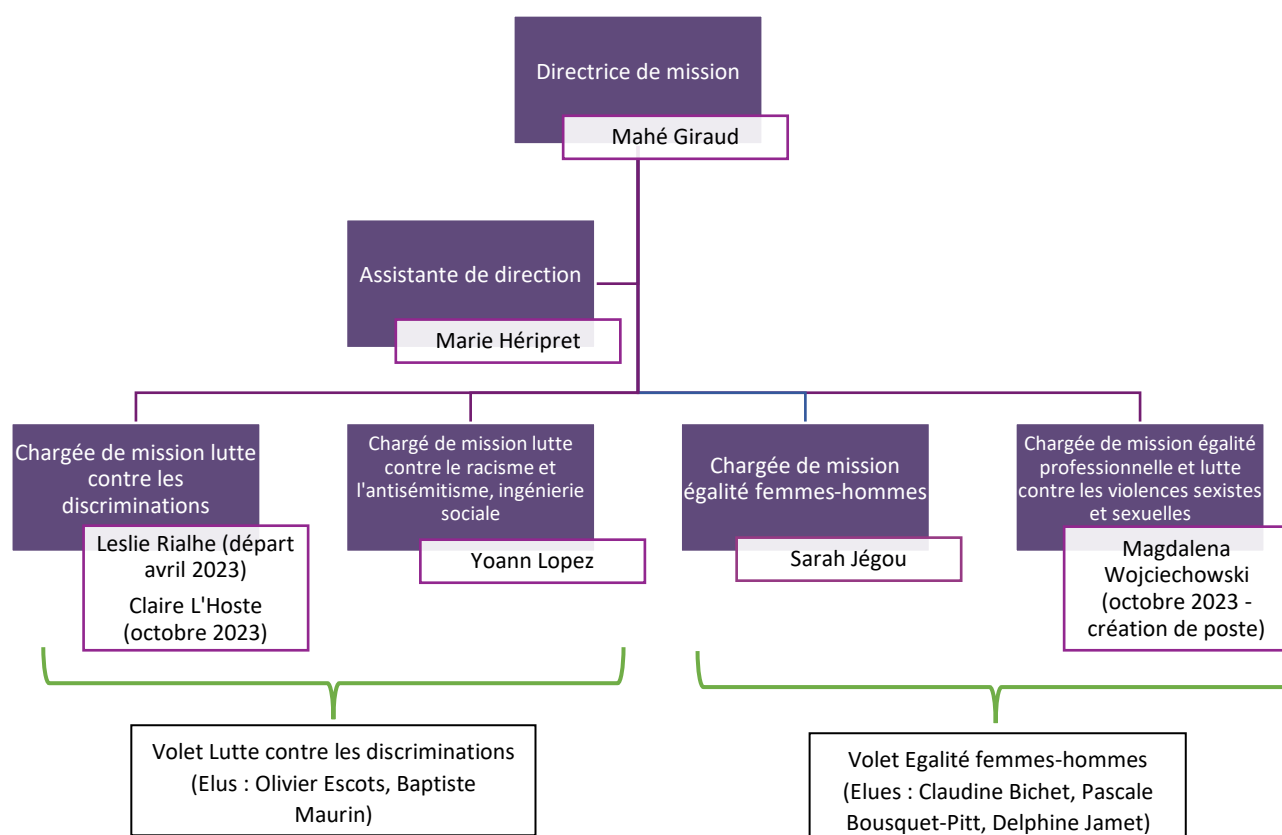 Directrice de mission
Mahé Giraud
Assistante de direction
Marie Héripret
Chargée de mission lutte
contre les
discriminations
Leslie Rialhe (départ
avril 2023)
Claire L'Hoste
(octobre 2023)
Chargé de mission lutte
contre le racisme et
l'antisémitisme, ingénierie
sociale
Yoann Lopez
Chargée de mission
égalité femmes-hommes
Sarah Jégou
Chargée de mission égalité
professionnelle et lutte
contre les violences sexistes
et sexuelles
Magdalena
Wojciechowski
(octobre 2023 -
création de poste)
Volet Lutte contre les discriminations
(Elus : Olivier Escots, Baptiste
Maurin)
Volet Egalité femmes-hommes
(Elues : Claudine Bichet, Pascale
Bousquet-Pitt, Delphine Jamet)